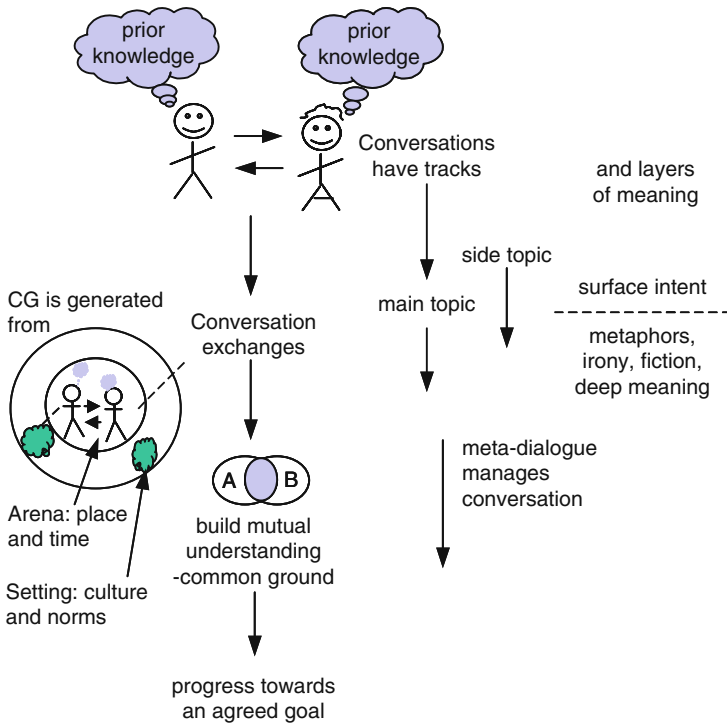 prior
knowledge
prior
knowledge
Conversations
have tracks
and layers
of meaning
side topic
main topic
surface intent
metaphors,
irony, fiction,
deep meaning
CG is generated
from
Conversation
exchanges
meta-dialogue
manages
conversation
A
B
Arena: place
and time
build mutual
understanding
-common ground
Setting: culture
and norms
progress towards
an agreed goal